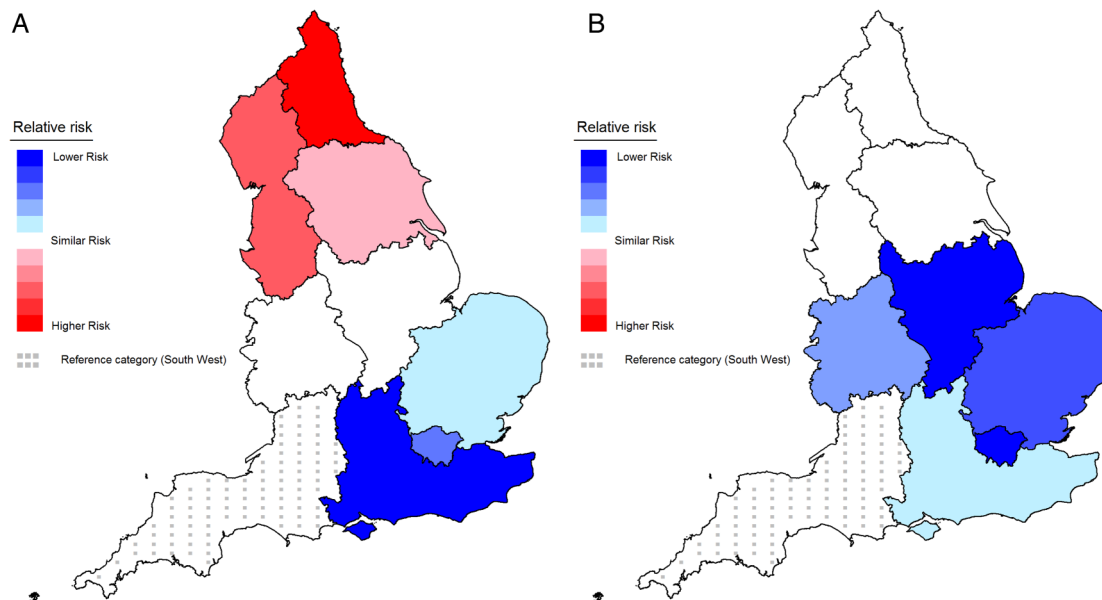 A
Relative risk
Lower Risk
Similar Risk
Higher Risk
Reference category (South West)
B
Relative risk
Lower Risk
Similar Risk
Higher Risk
Reference category (South West)